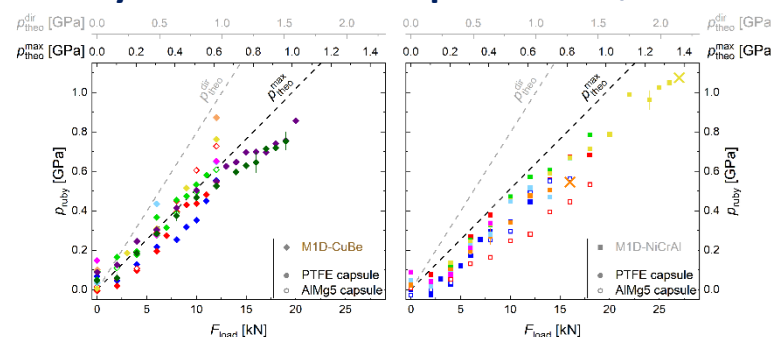 p_theo^dir [GPa] 0.0 0.5 1.0 1.5 2.0 0.0 0.5 1.0 1.5 2.0 p_theo^dir [GPa]
p_theo^max [GPa] 0.0 0.2 0.4 0.6 0.8 1.0 1.2 1.4 0.0 0.2 0.4 0.6 0.8 1.0 1.2 1.4 p_theo^max [GPa]
1.0 p_theo^dir p_theo^max p_theo^dir p_theo^max 1.0
0.8 0.8
p_ruby [GPa] 0.6 0.6 p_ruby [GPa]
0.4 0.4
0.2 M1D-CuBe M1D-NiCrAl 0.2
PTFE capsule PTFE capsule
0.0 AlMg5 capsule AlMg5 capsule 0.0
0 5 10 15 20 25 0 5 10 15 20 25
F_load [kN] F_load [kN]